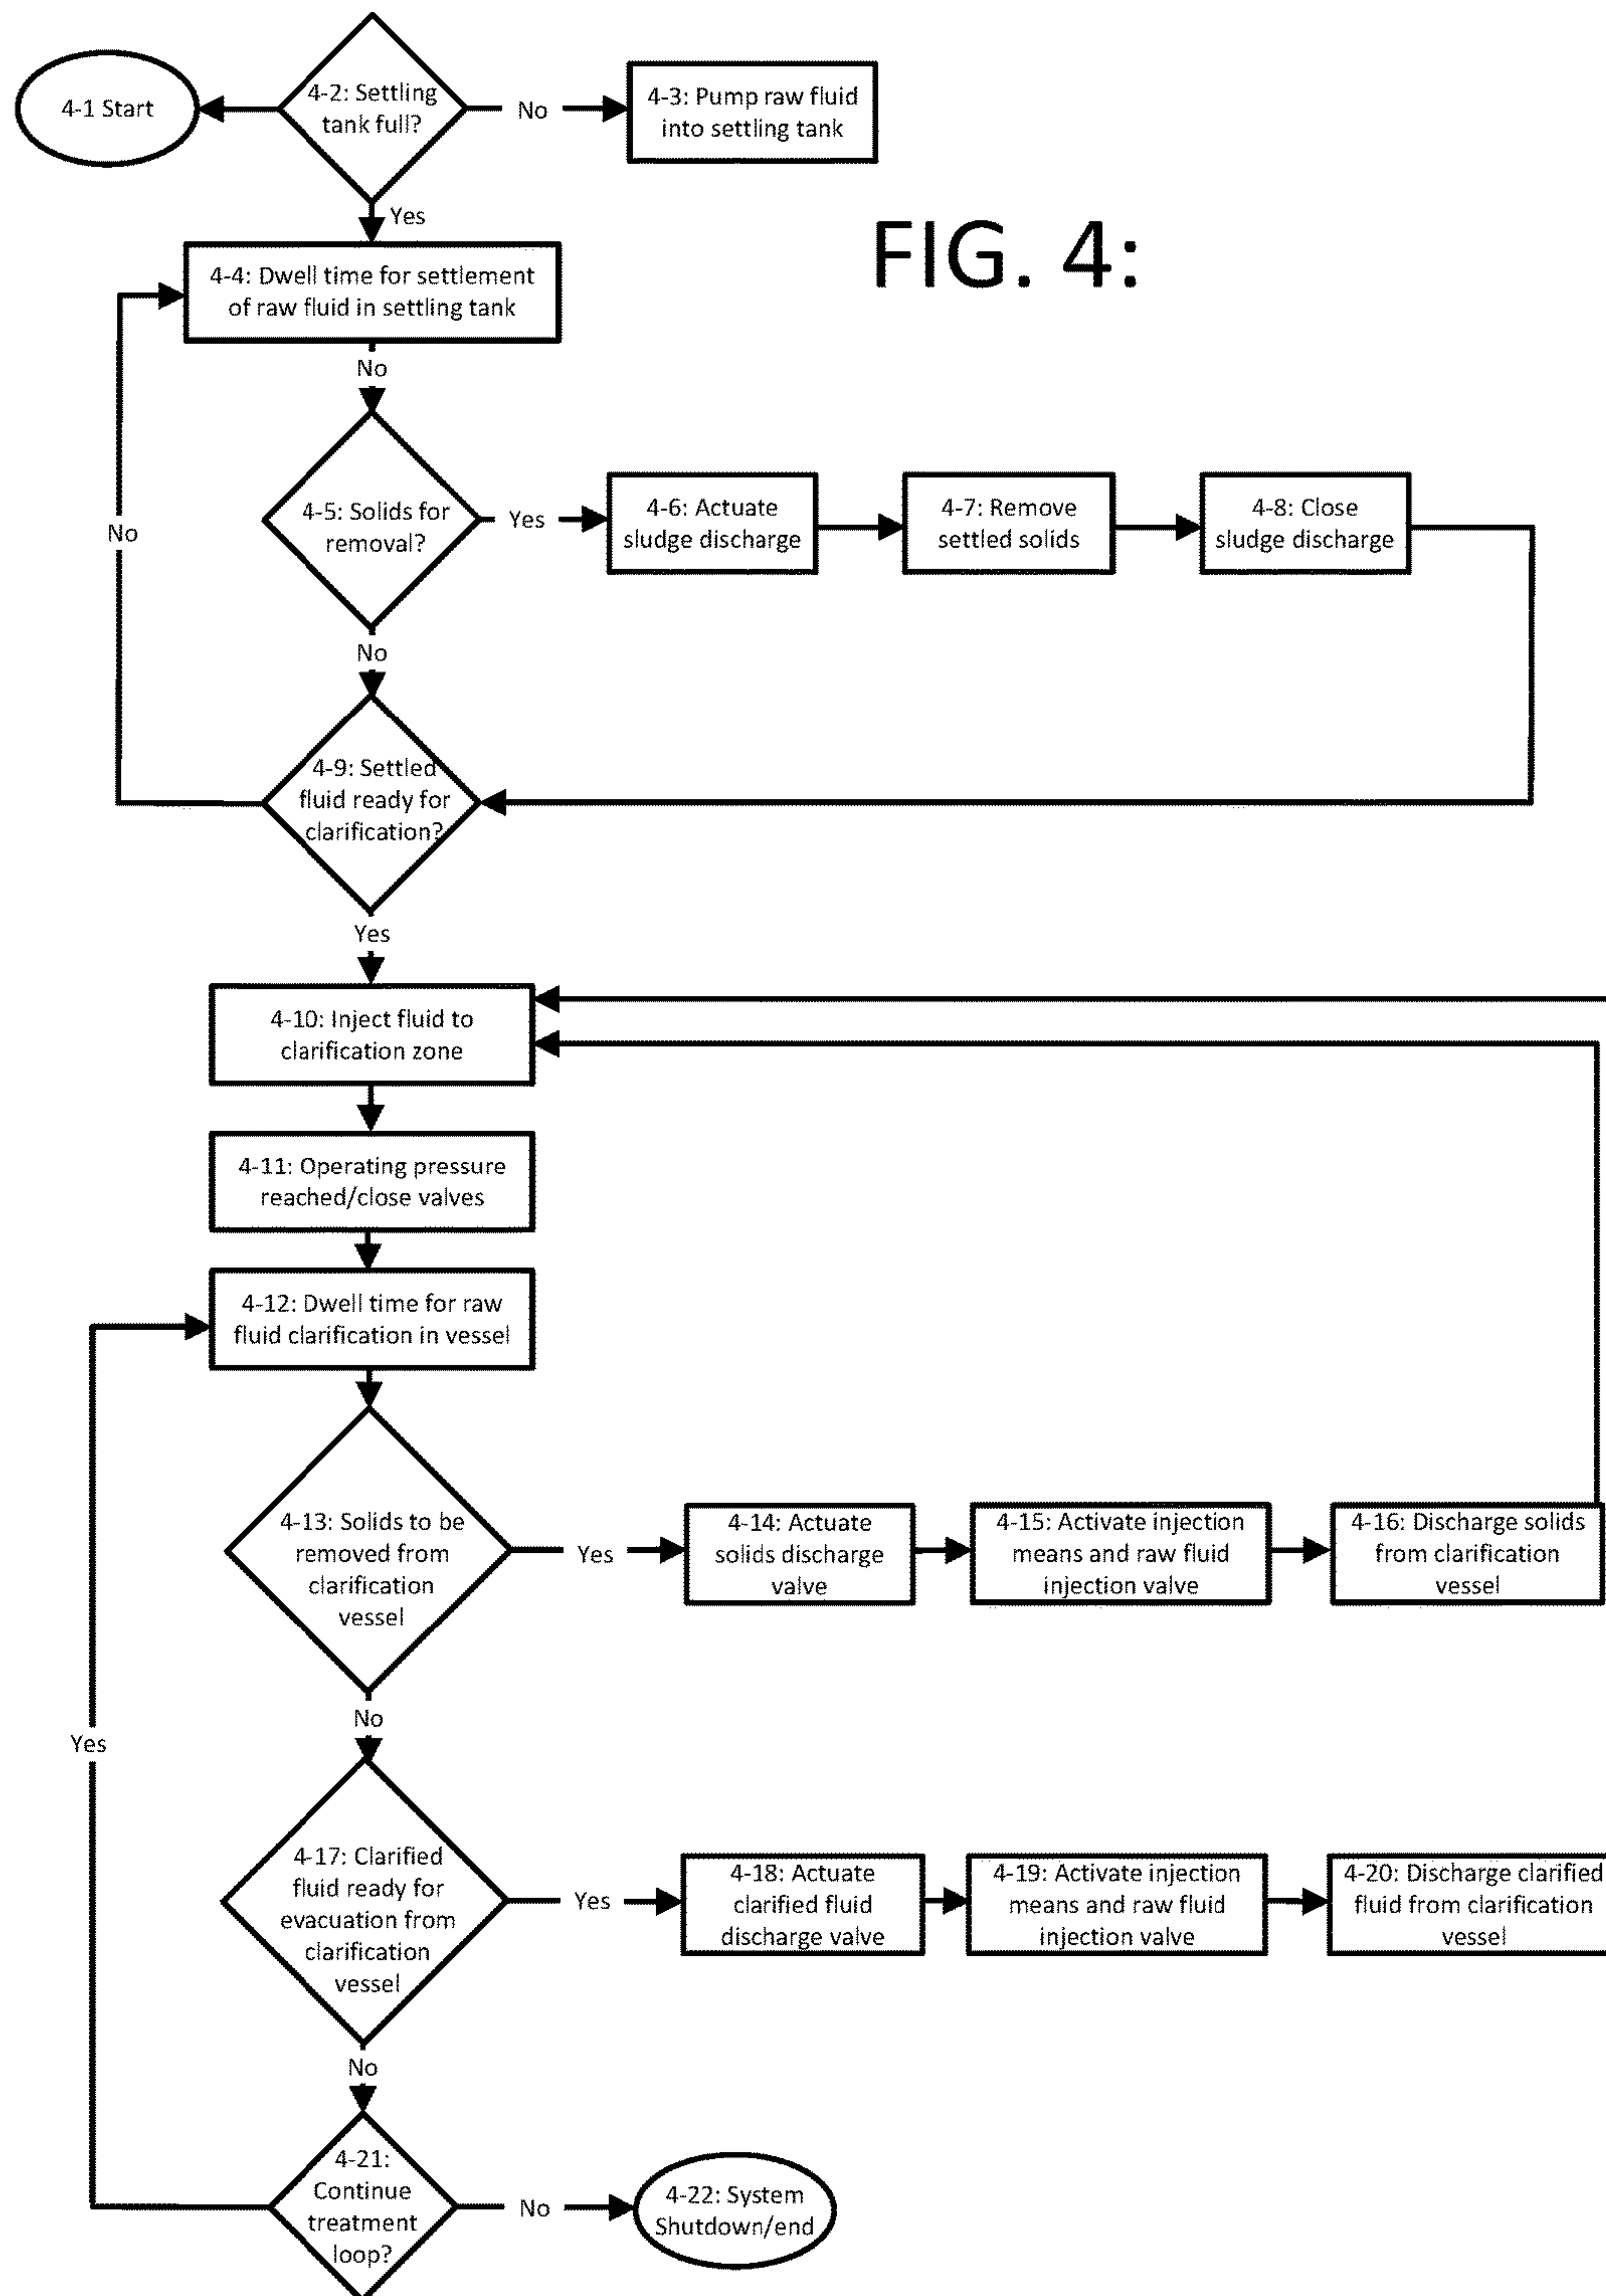 4-1 Start
4-2: Settling
tank full?
No
4-3: Pump raw fluid
into settling tank
Yes
FIG. 4:
4-4: Dwell time for settlement
of raw fluid in settling tank
No
4-5: Solids for
removal?
Yes
4-6: Actuate
sludge discharge
4-7: Remove
settled solids
4-8: Close
sludge discharge
No
No
4-9: Settled
fluid ready for
clarification?
Yes
4-10: Inject fluid to
clarification zone
4-11: Operating pressure
reached/close valves
4-12: Dwell time for raw
fluid clarification in vessel
4-13: Solids to be
removed from
clarification
vessel
Yes
4-14: Actuate
solids discharge
valve
4-15: Activate injection
means and raw fluid
injection valve
4-16: Discharge solids
from clarification
vessel
No
Yes
4-17: Clarified
fluid ready for
evacuation from
clarification
vessel
Yes
4-18: Actuate
clarified fluid
discharge valve
4-19: Activate injection
means and raw fluid
injection valve
4-20: Discharge clarified
fluid from clarification
vessel
No
4-21:
Continue
treatment
loop?
No
4-22: System
Shutdown/end